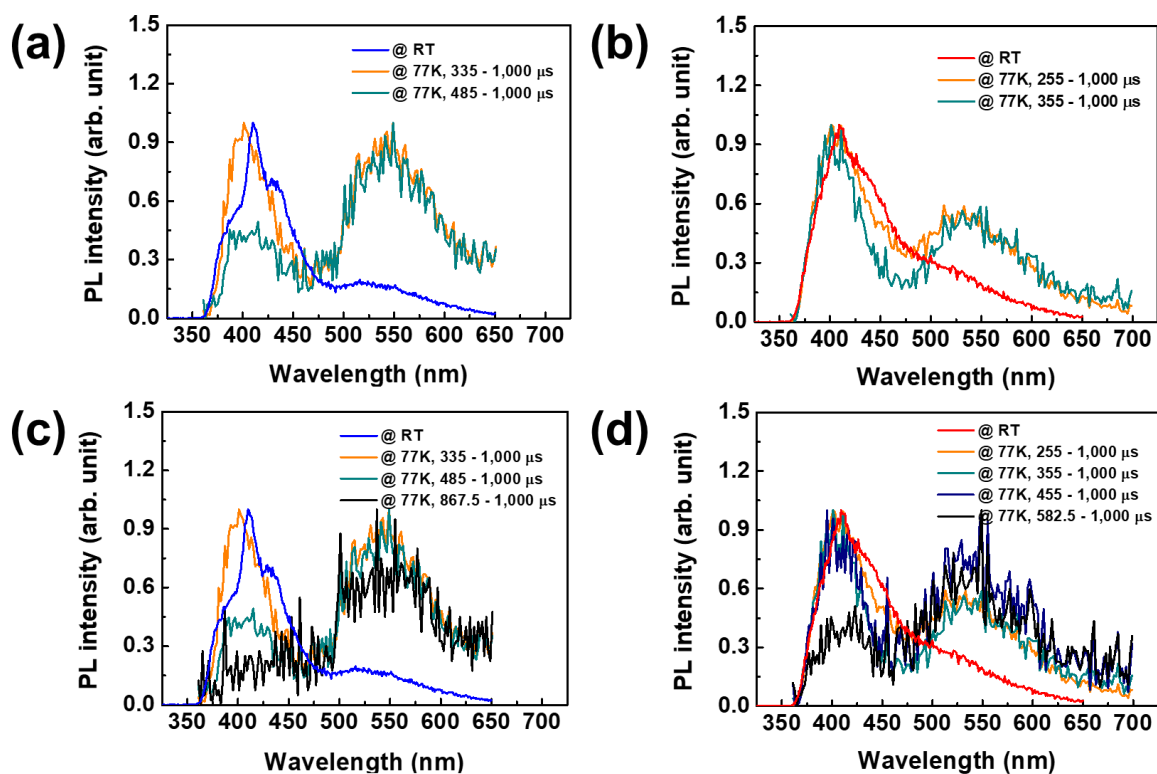 (a)
PL intensity (arb. unit)
1.5
1.2
0.9
0.6
0.3
0.0
@ RT
@ 77K, 335 - 1,000 μs
@ 77K, 485 - 1,000 μs
350 400 450 500 550 600 650 700
Wavelength (nm)
(b)
PL intensity (arb. unit)
1.5
1.2
0.9
0.6
0.3
0.0
@ RT
@ 77K, 255 - 1,000 μs
@ 77K, 355 - 1,000 μs
350 400 450 500 550 600 650 700
Wavelength (nm)
(c)
PL intensity (arb. unit)
1.5
1.2
0.9
0.6
0.3
0.0
@ RT
@ 77K, 335 - 1,000 μs
@ 77K, 485 - 1,000 μs
@ 77K, 867.5 - 1,000 μs
350 400 450 500 550 600 650 700
Wavelength (nm)
(d)
PL intensity (arb. unit)
1.5
1.2
0.9
0.6
0.3
0.0
@ RT
@ 77K, 255 - 1,000 μs
@ 77K, 355 - 1,000 μs
@ 77K, 455 - 1,000 μs
@ 77K, 582.5 - 1,000 μs
350 400 450 500 550 600 650 700
Wavelength (nm)